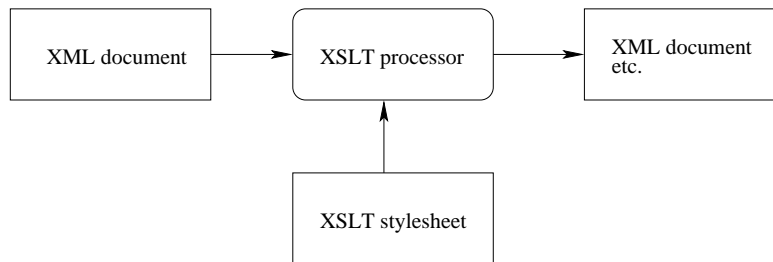 XML document
XSLT processor
XML document
etc.
XSLT stylesheet